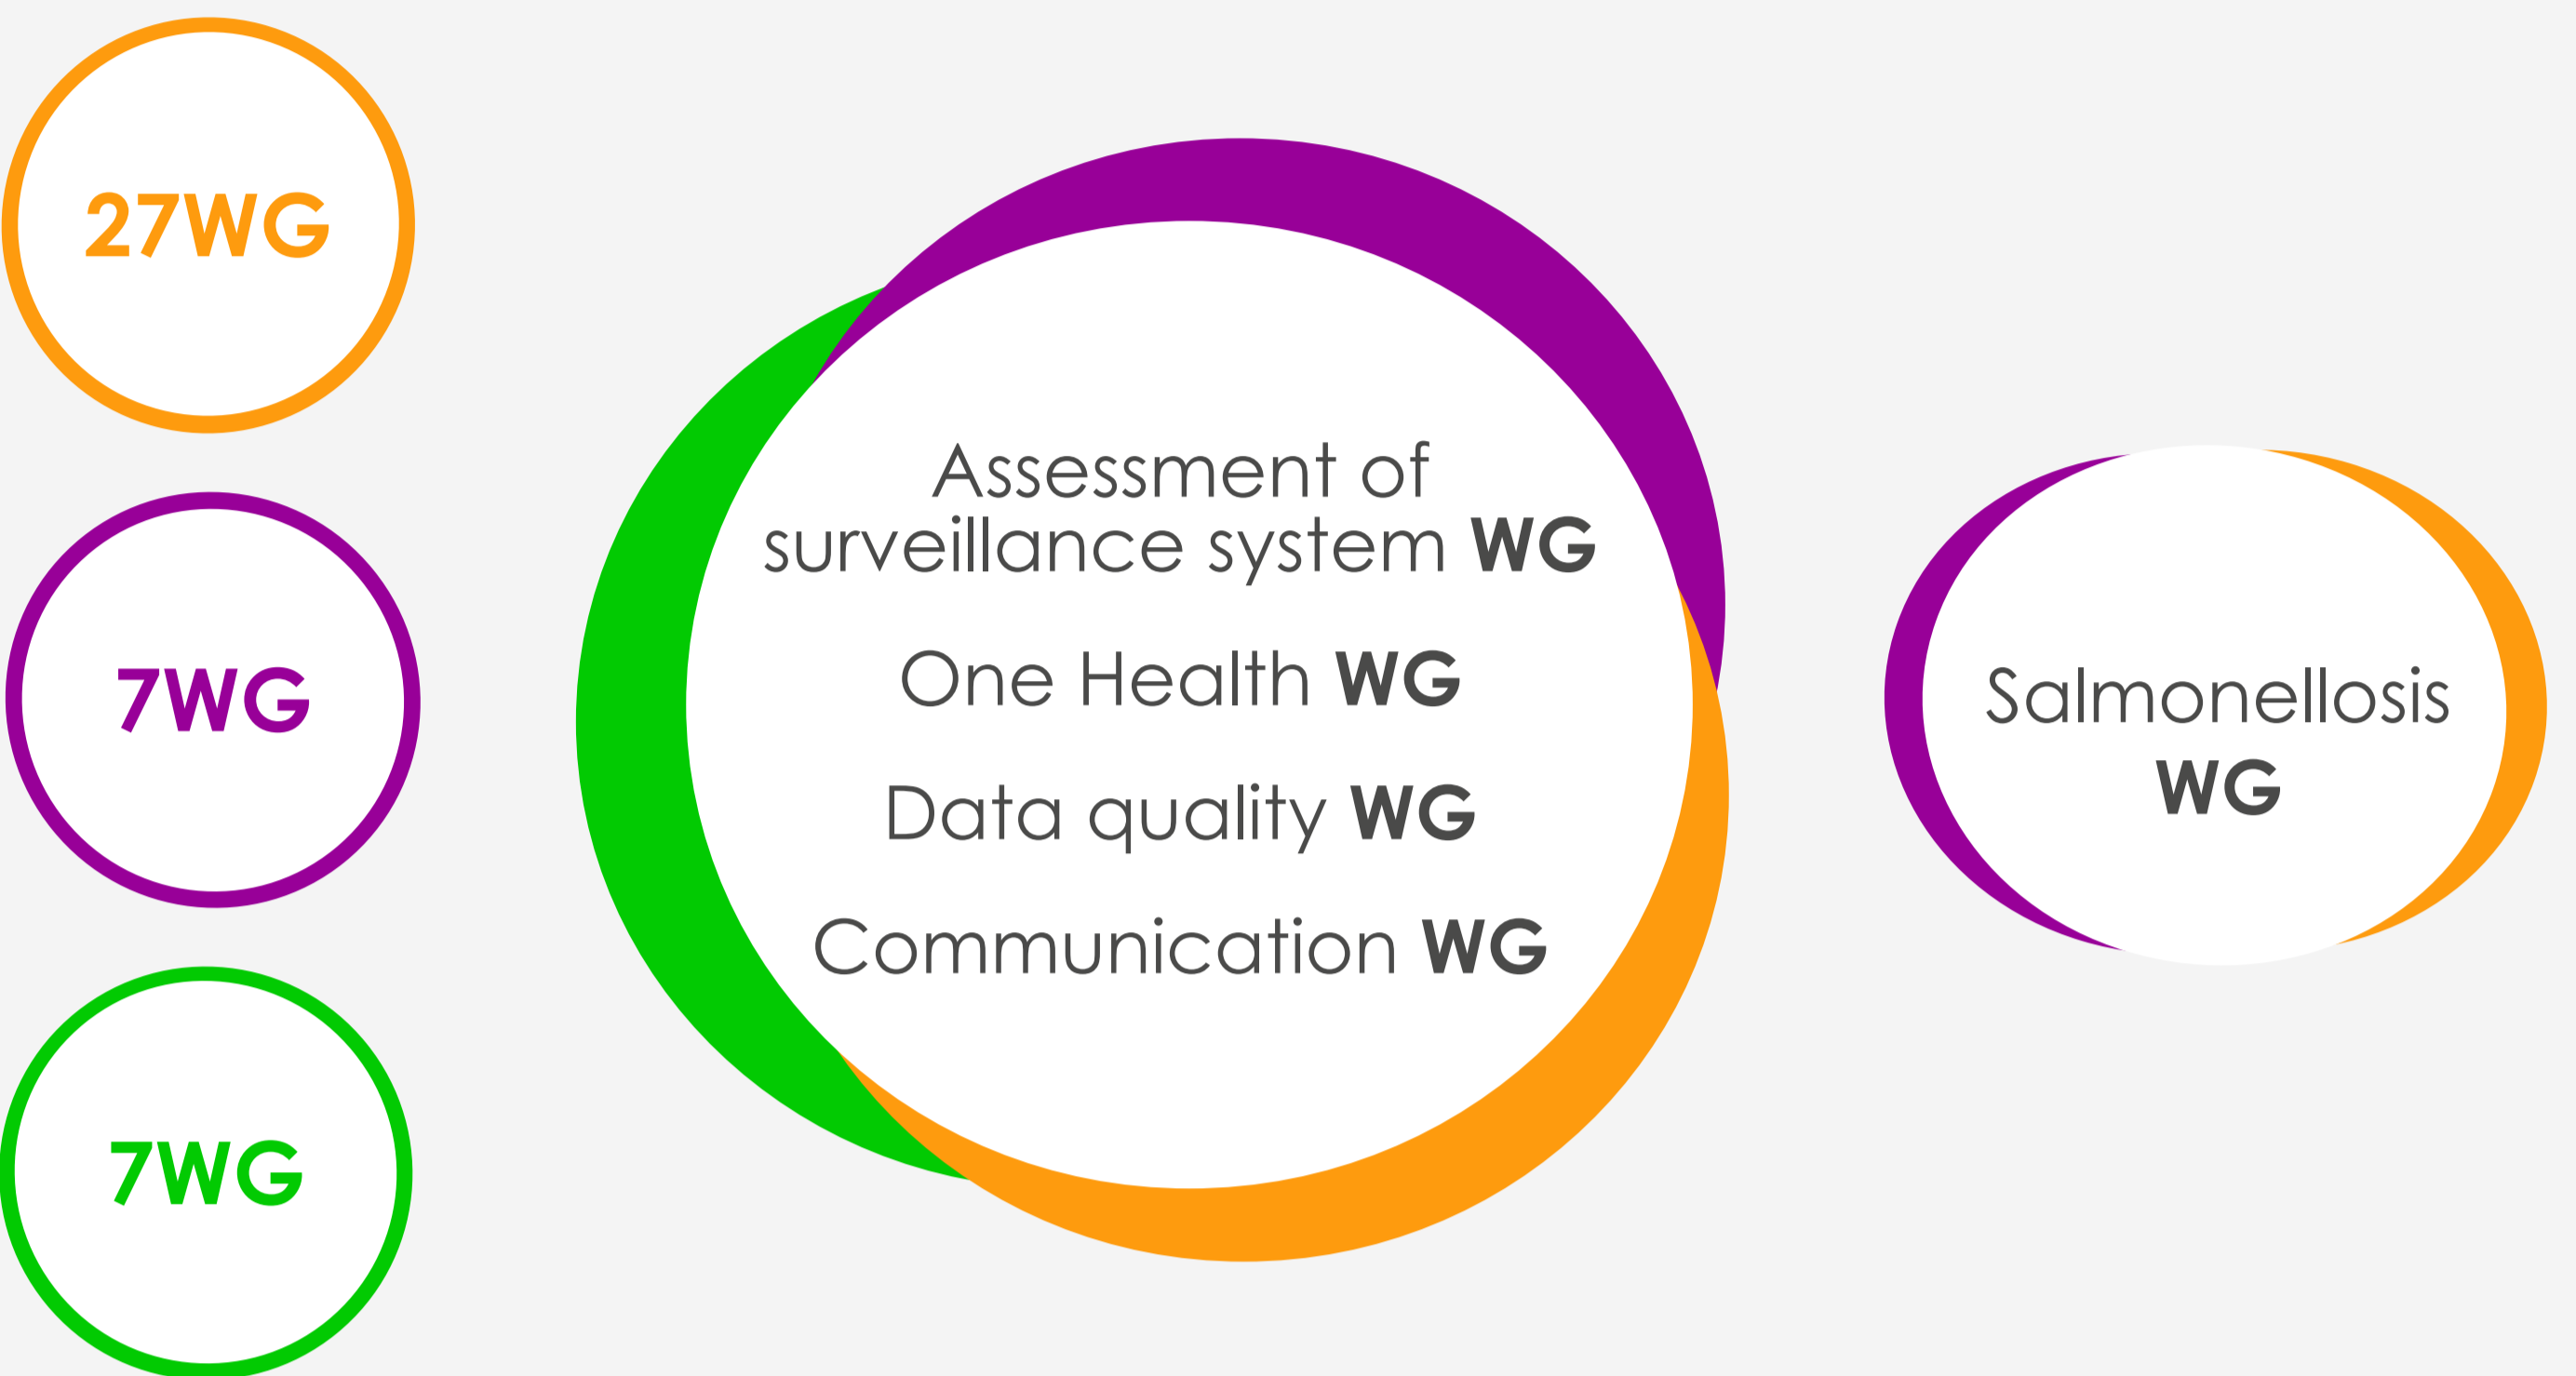 27WG
7WG
7WG
Assessment of
surveillance system WG
One Health WG
Data quality WG
Communication WG
Salmonellosis
WG